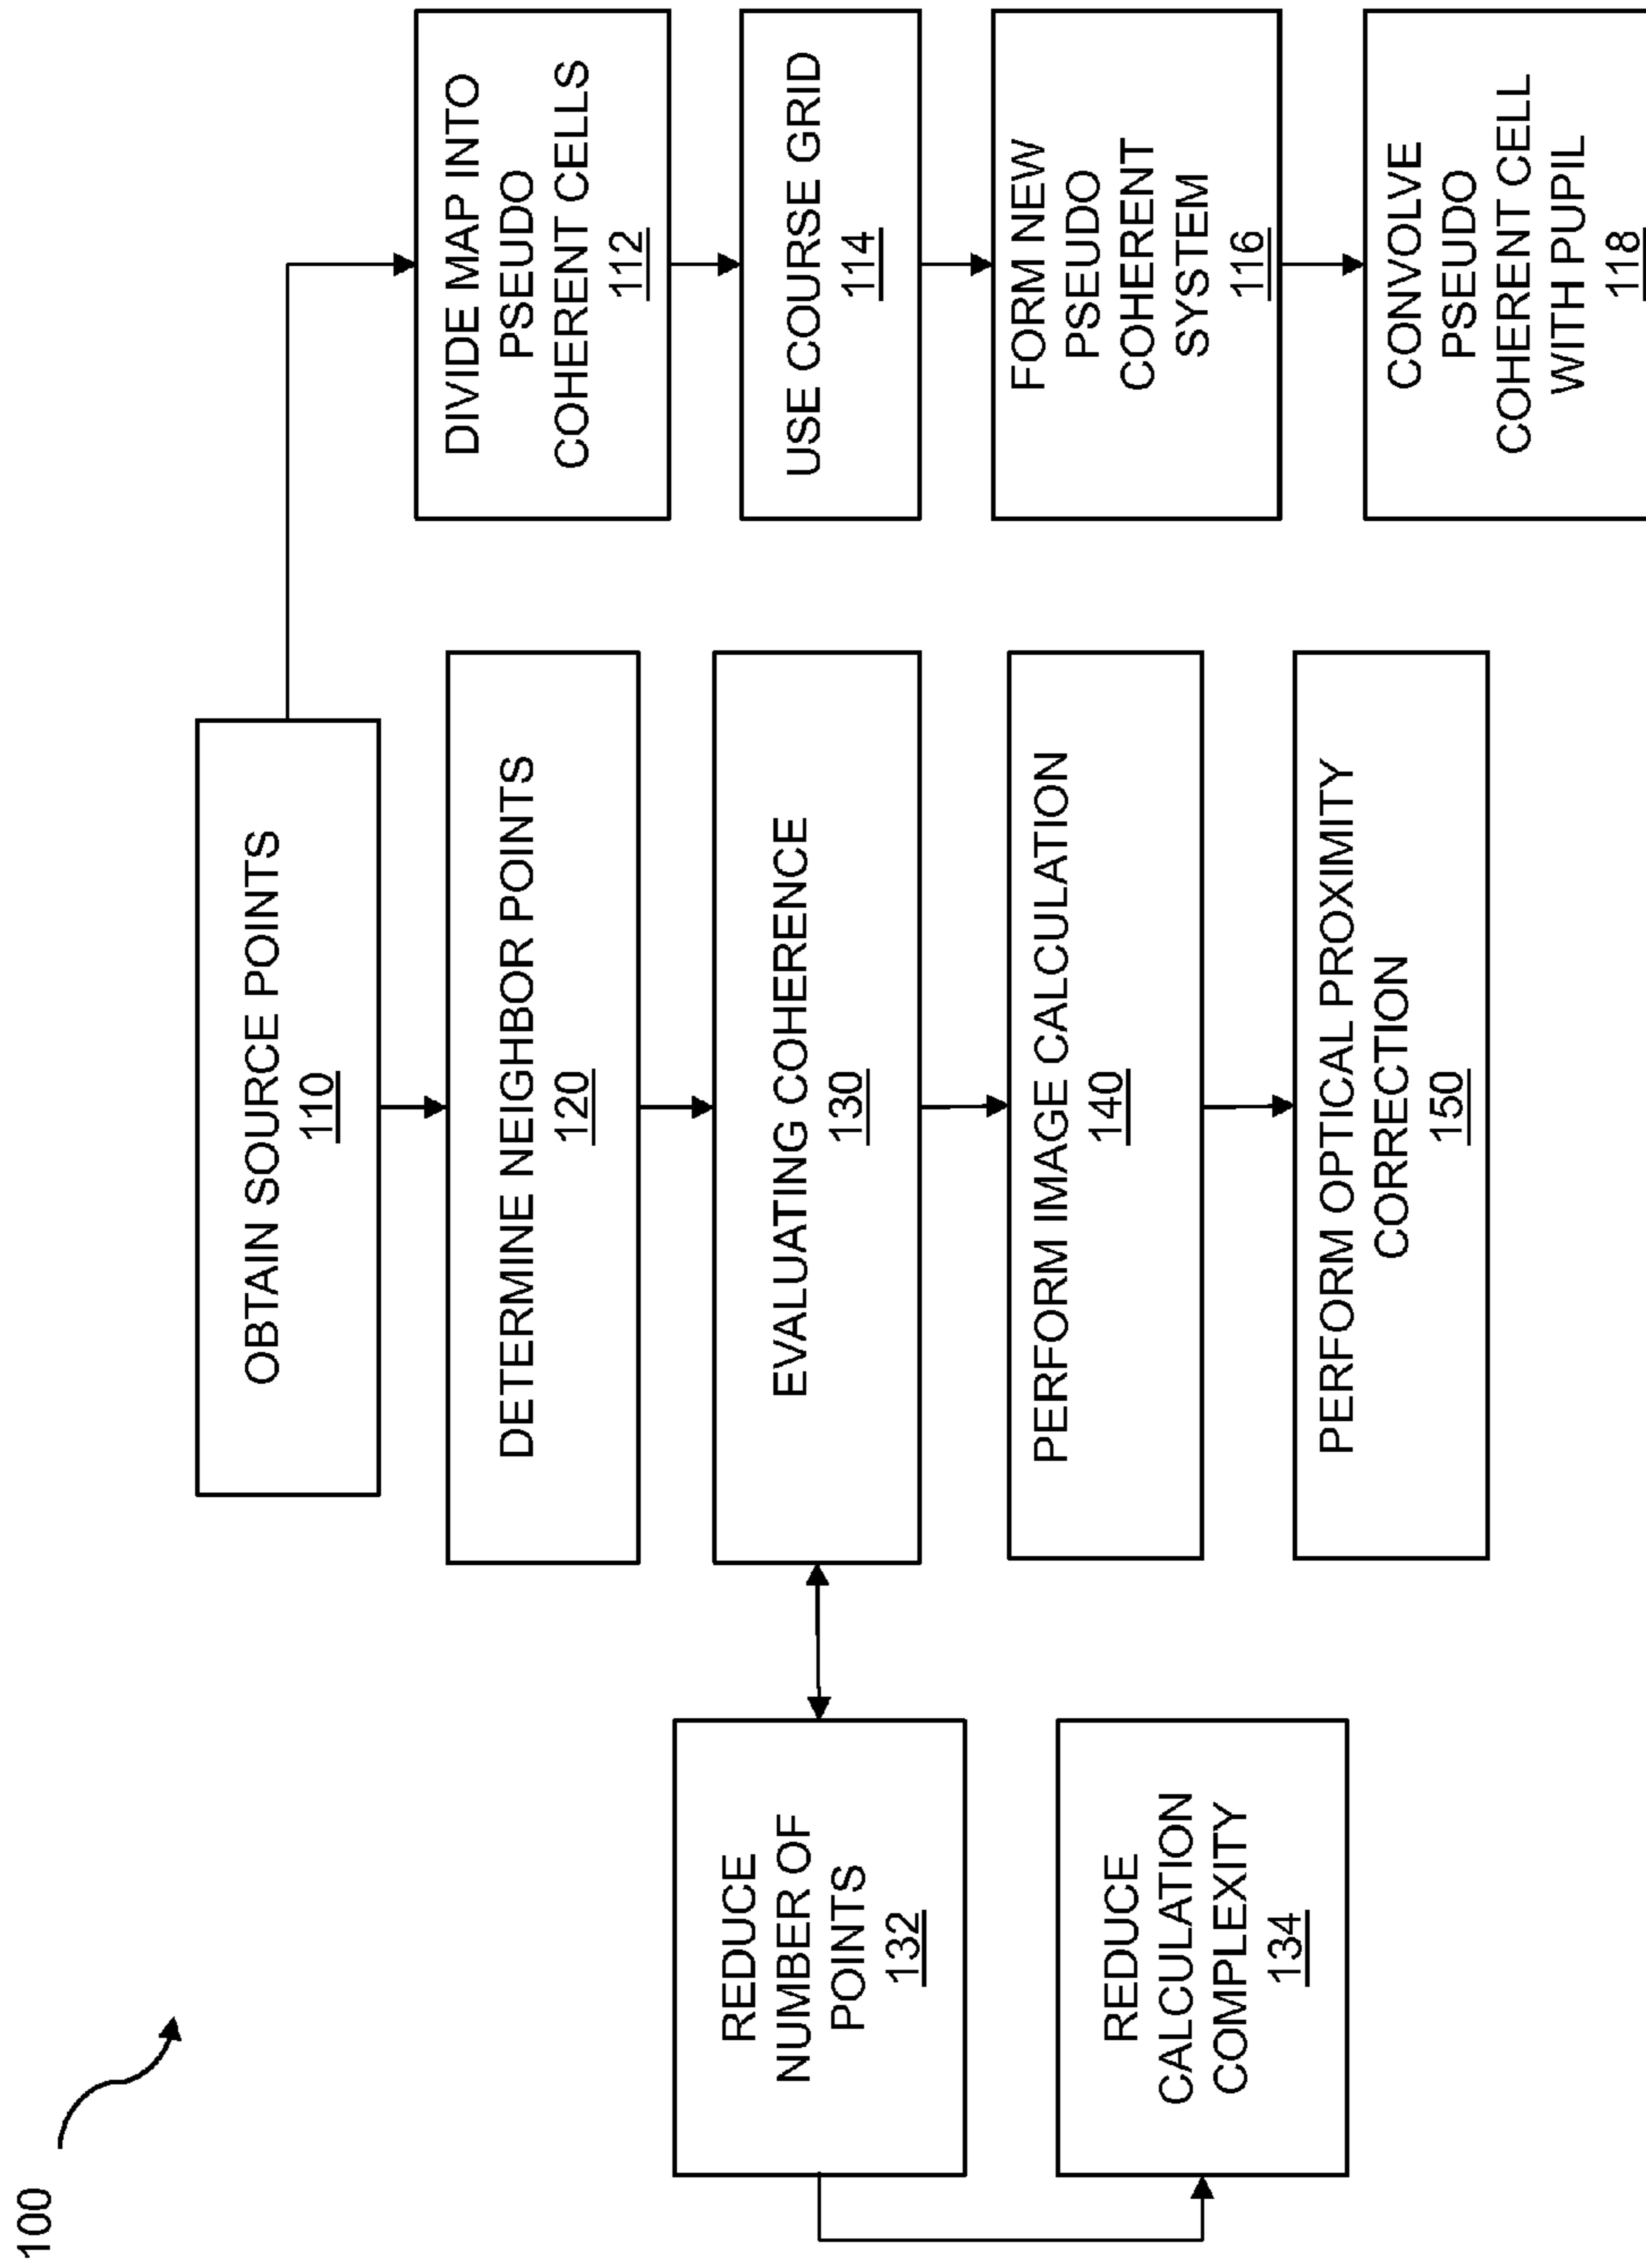 100
OBTAIN SOURCE POINTS
110
DETERMINE NEIGHBOR POINTS
120
EVALUATING COHERENCE
130
PERFORM IMAGE CALCULATION
140
PERFORM OPTICAL PROXIMITY
CORRECTION
150
REDUCE
NUMBER OF
POINTS
132
REDUCE
CALCULATION
COMPLEXITY
134
DIVIDE MAP INTO
PSEUDO
COHERENT CELLS
112
USE COURSE GRID
114
FORM NEW
PSEUDO
COHERENT
SYSTEM
116
CONVOLVE
PSEUDO
COHERENT CELL
WITH PUPIL
118